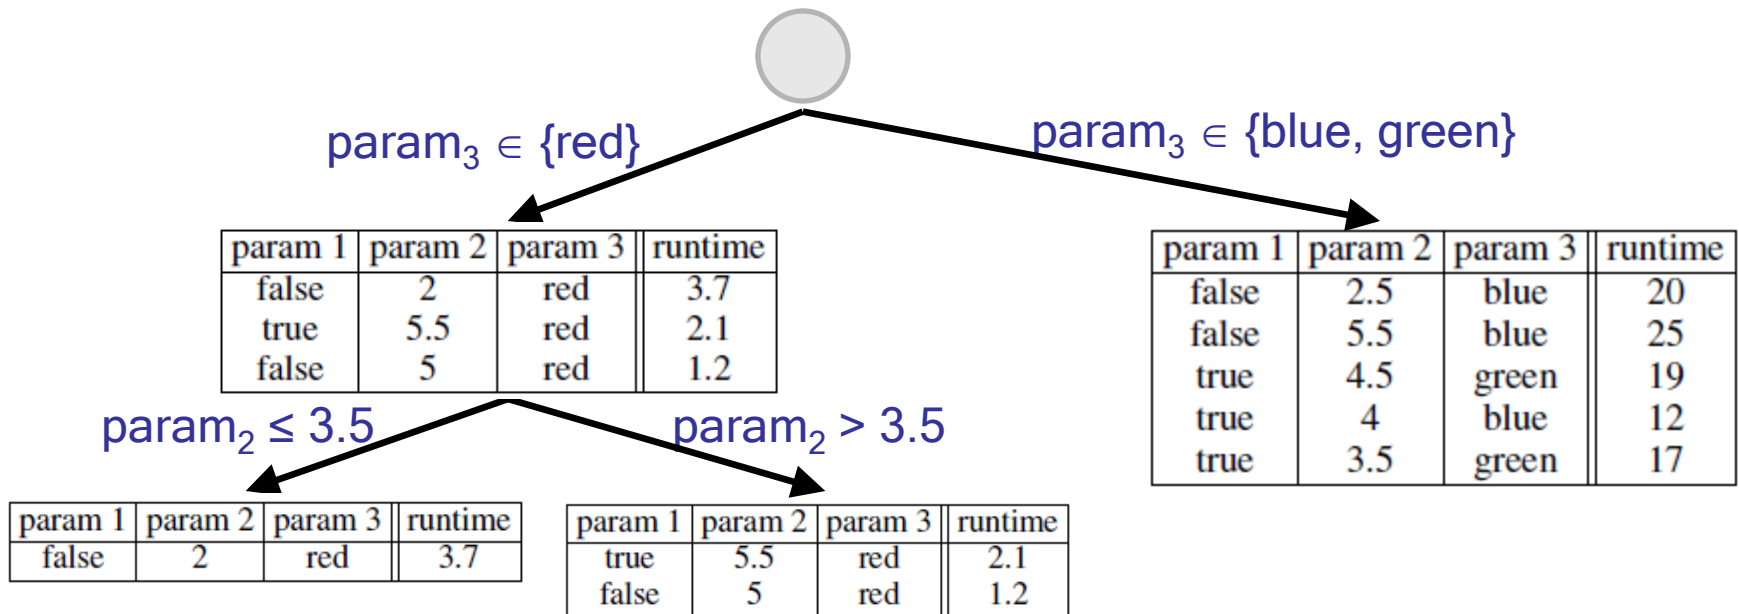 param₃ ∈ {red}
param₃ ∈ {blue, green}
param 1 param 2 param 3 runtime
false 2 red 3.7
true 5.5 red 2.1
false 5 red 1.2
param 1 param 2 param 3 runtime
false 2.5 blue 20
false 5.5 blue 25
true 4.5 green 19
true 4 blue 12
true 3.5 green 17
param₂ ≤ 3.5
param₂ > 3.5
param 1 param 2 param 3 runtime
false 2 red 3.7
param 1 param 2 param 3 runtime
true 5.5 red 2.1
false 5 red 1.2